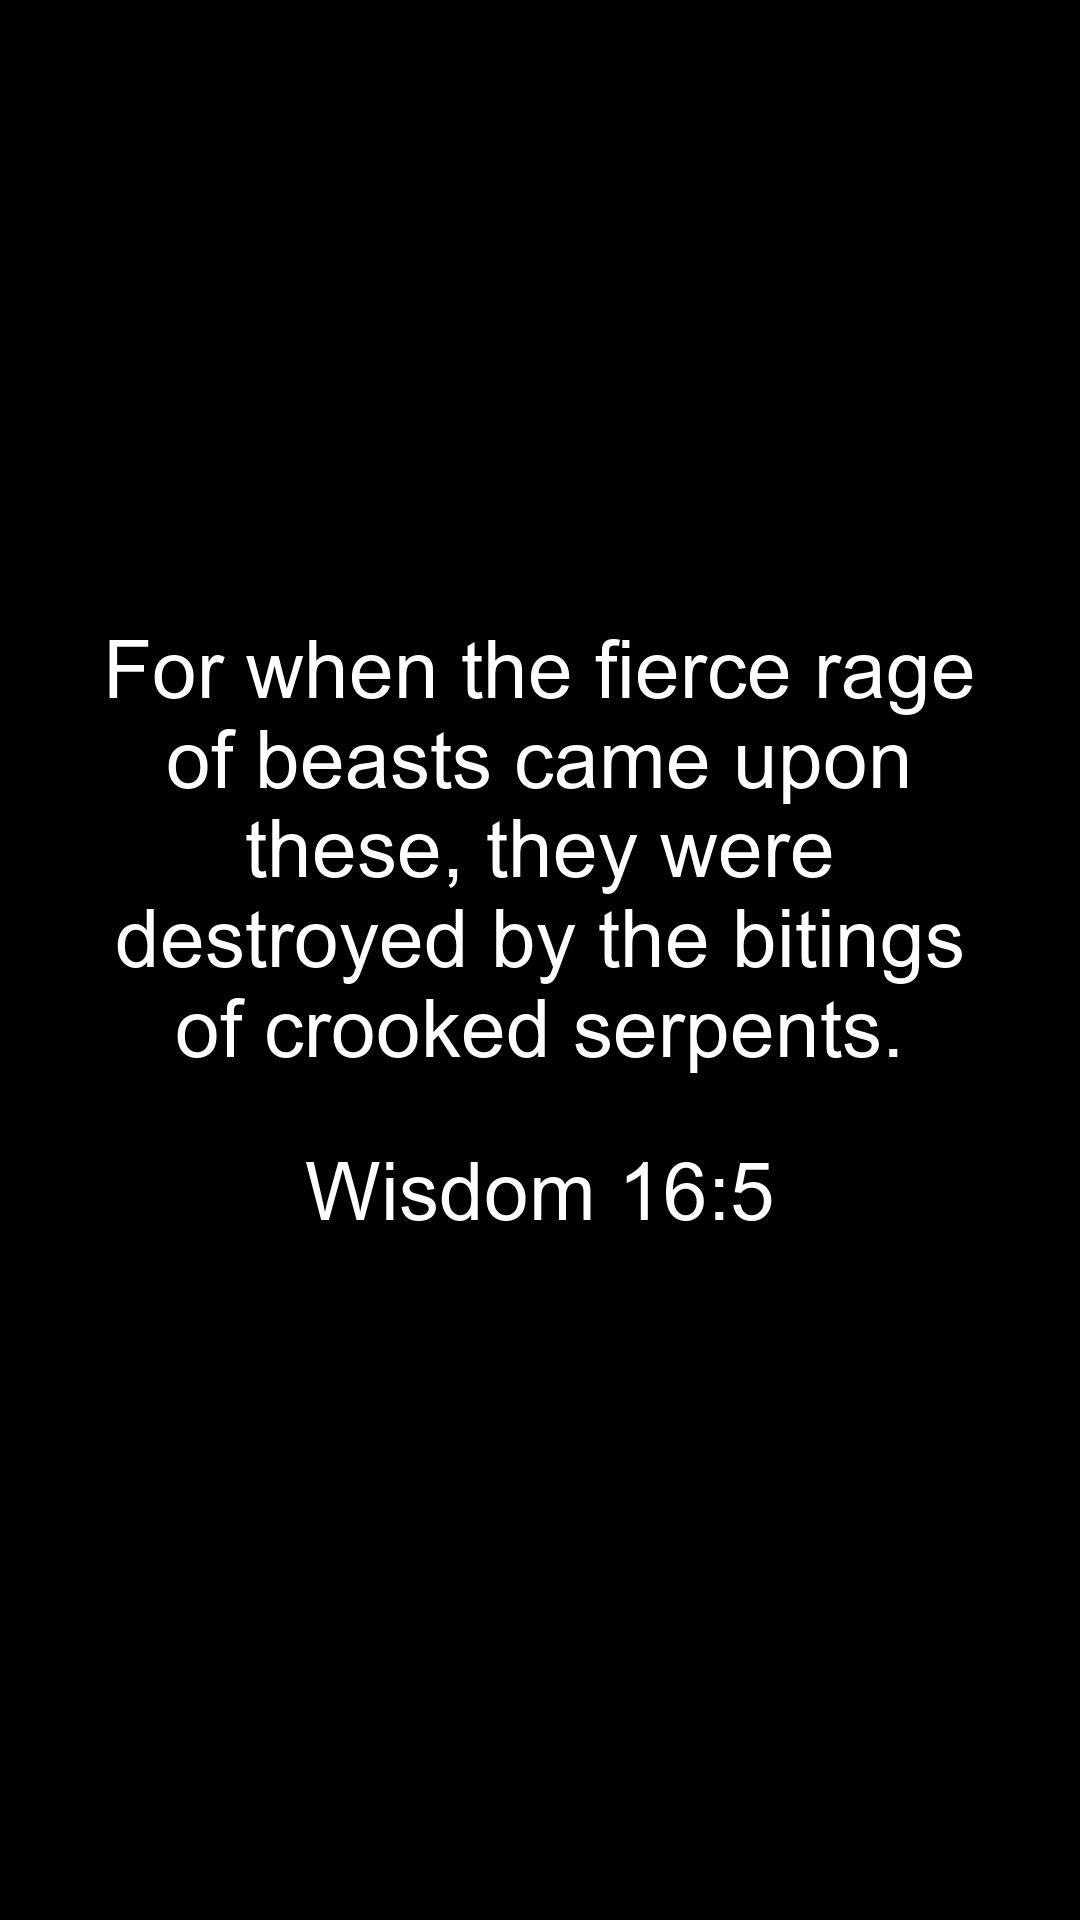 For when the fierce rage
of beasts came upon
these, they were
destroyed by the bitings
of crooked serpents.
Wisdom 16:5